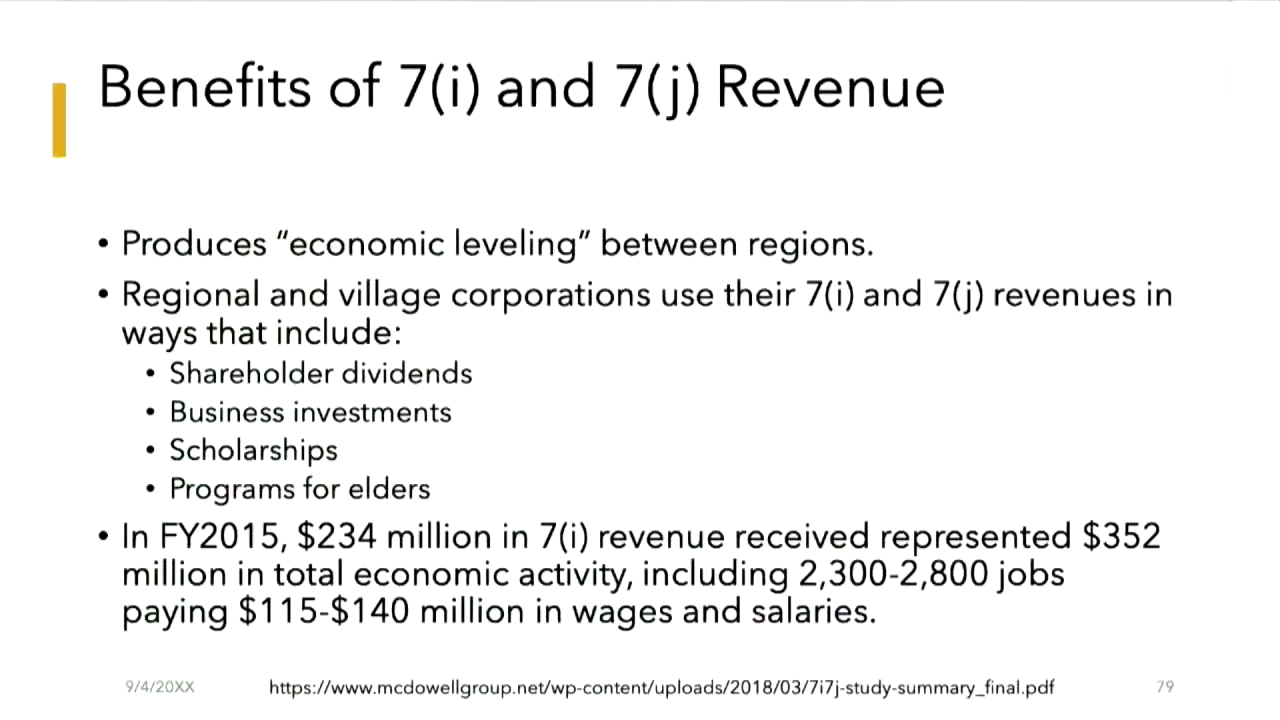 Benefits of 7(i) and 7(j) Revenue
• Produces “economic leveling” between regions.
• Regional and village corporations use their 7(i) and 7(j) revenues in
ways that include:
• Shareholder dividends
• Business investments
• Scholarships
• Programs for elders
• In FY2015, $234 million in 7(i) revenue received represented $352
million in total economic activity, including 2,300-2,800 jobs
paying $115-$140 million in wages and salaries.
9/4/20XX
https://www.mcdowellgroup.net/wp-content/uploads/2018/03/7i7j-study-summary_final.pdf
79